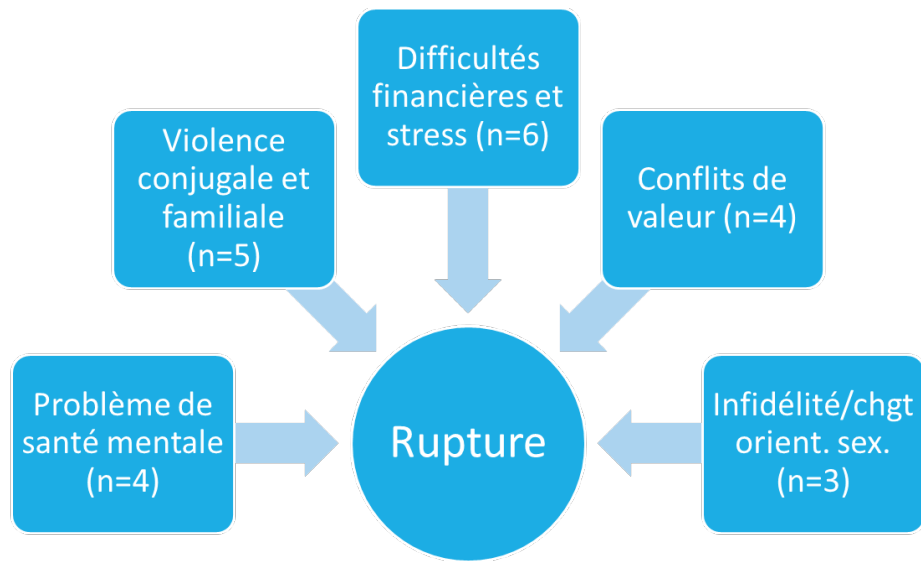 Difficultés
financières et
stress (n=6)
Violence
conjugale et
familiale
(n=5)
Conflits de
valeur (n=4)
Problème de
santé mentale
(n=4)
Rupture
Infidélité/chgt
orient. sex.
(n=3)